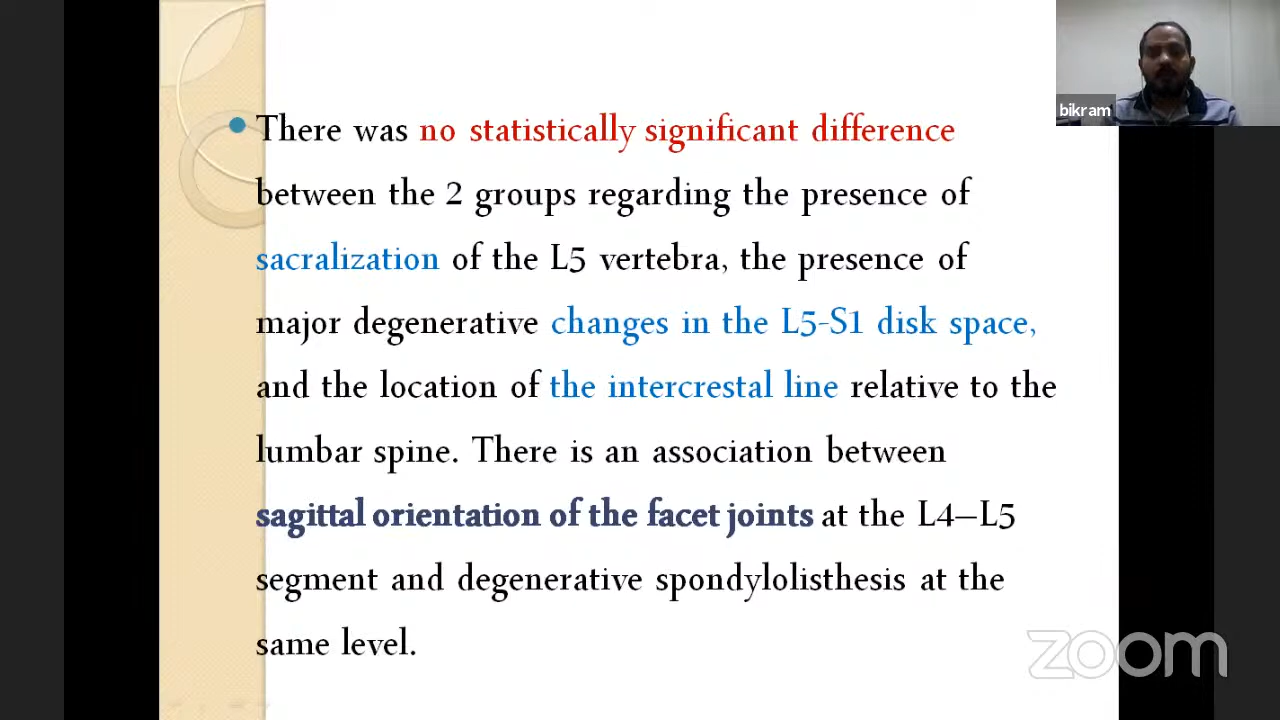 There was no statistically significant difference
between the 2 groups regarding the presence of
sacralization of the L5 vertebra, the presence of
major degenerative changes in the L5-S1 disk space,
and the location of the intercrestal line relative to the
lumbar spine. There is an association between
sagittal orientation of the facet joints at the L4–L5
segment and degenerative spondylolisthesis at the
same level.
bikram
zoom